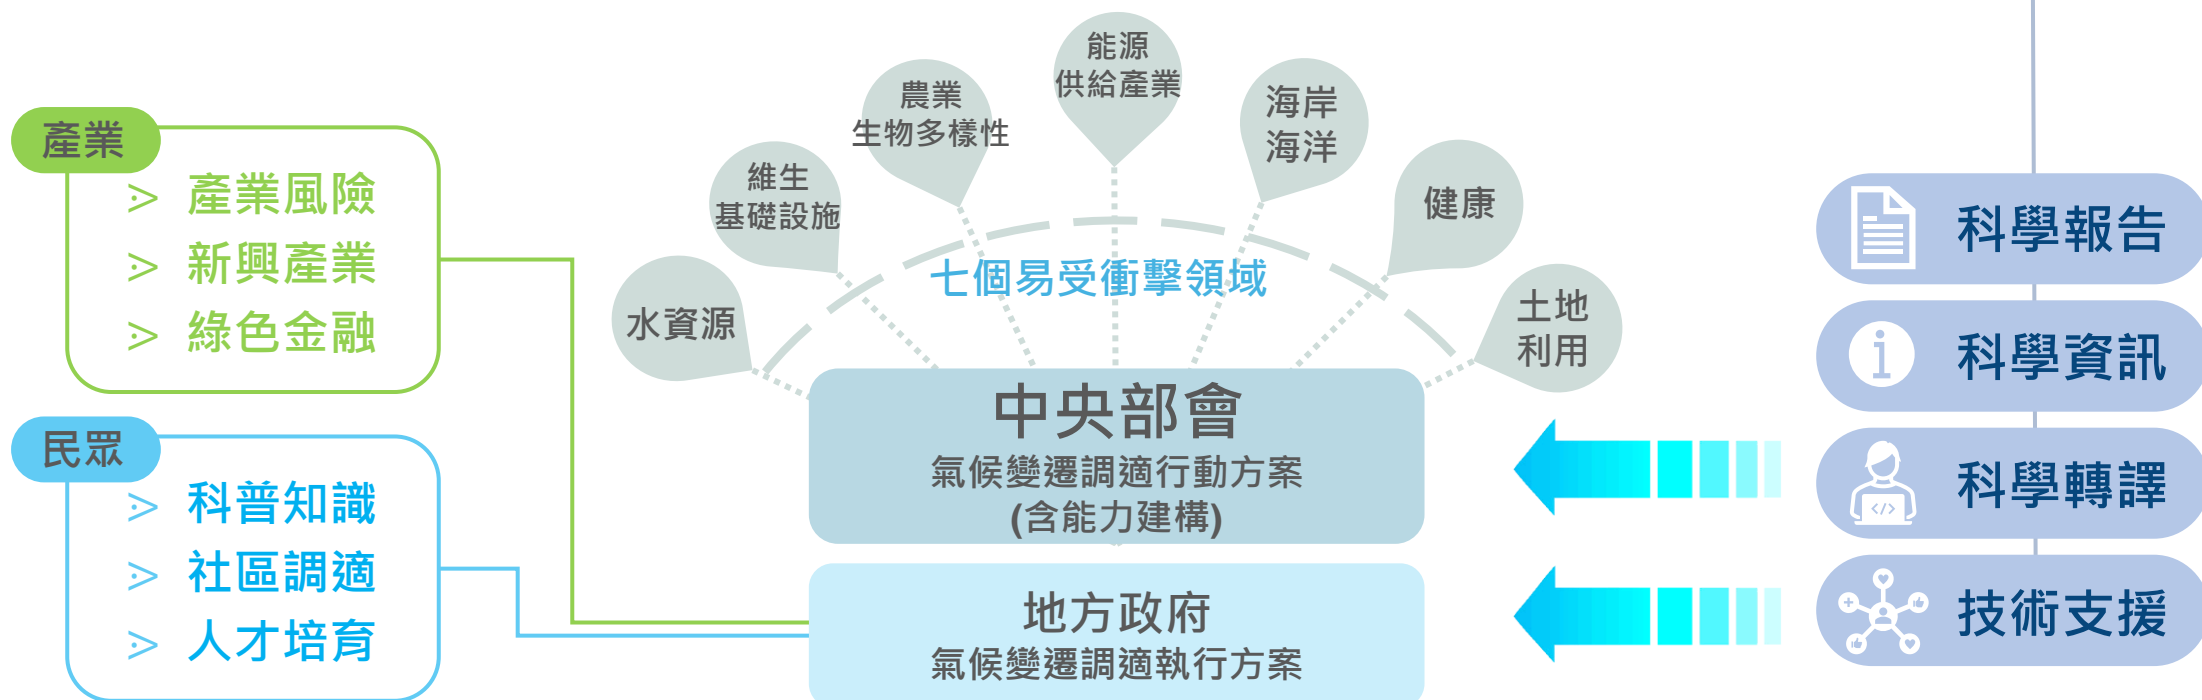 產業
> 產業風險
> 新興產業
> 綠色金融
民眾
> 科普知識
> 社區調適
> 人才培育
水資源
維生
基礎設施
農業
生物多樣性
能源
供給產業
海岸
海洋
健康
土地
利用
七個易受衝擊領域
中央部會
氣候變遷調適行動方案
(含能力建構)
地方政府
氣候變遷調適執行方案
科學報告
科學資訊
科學轉譯
技術支援